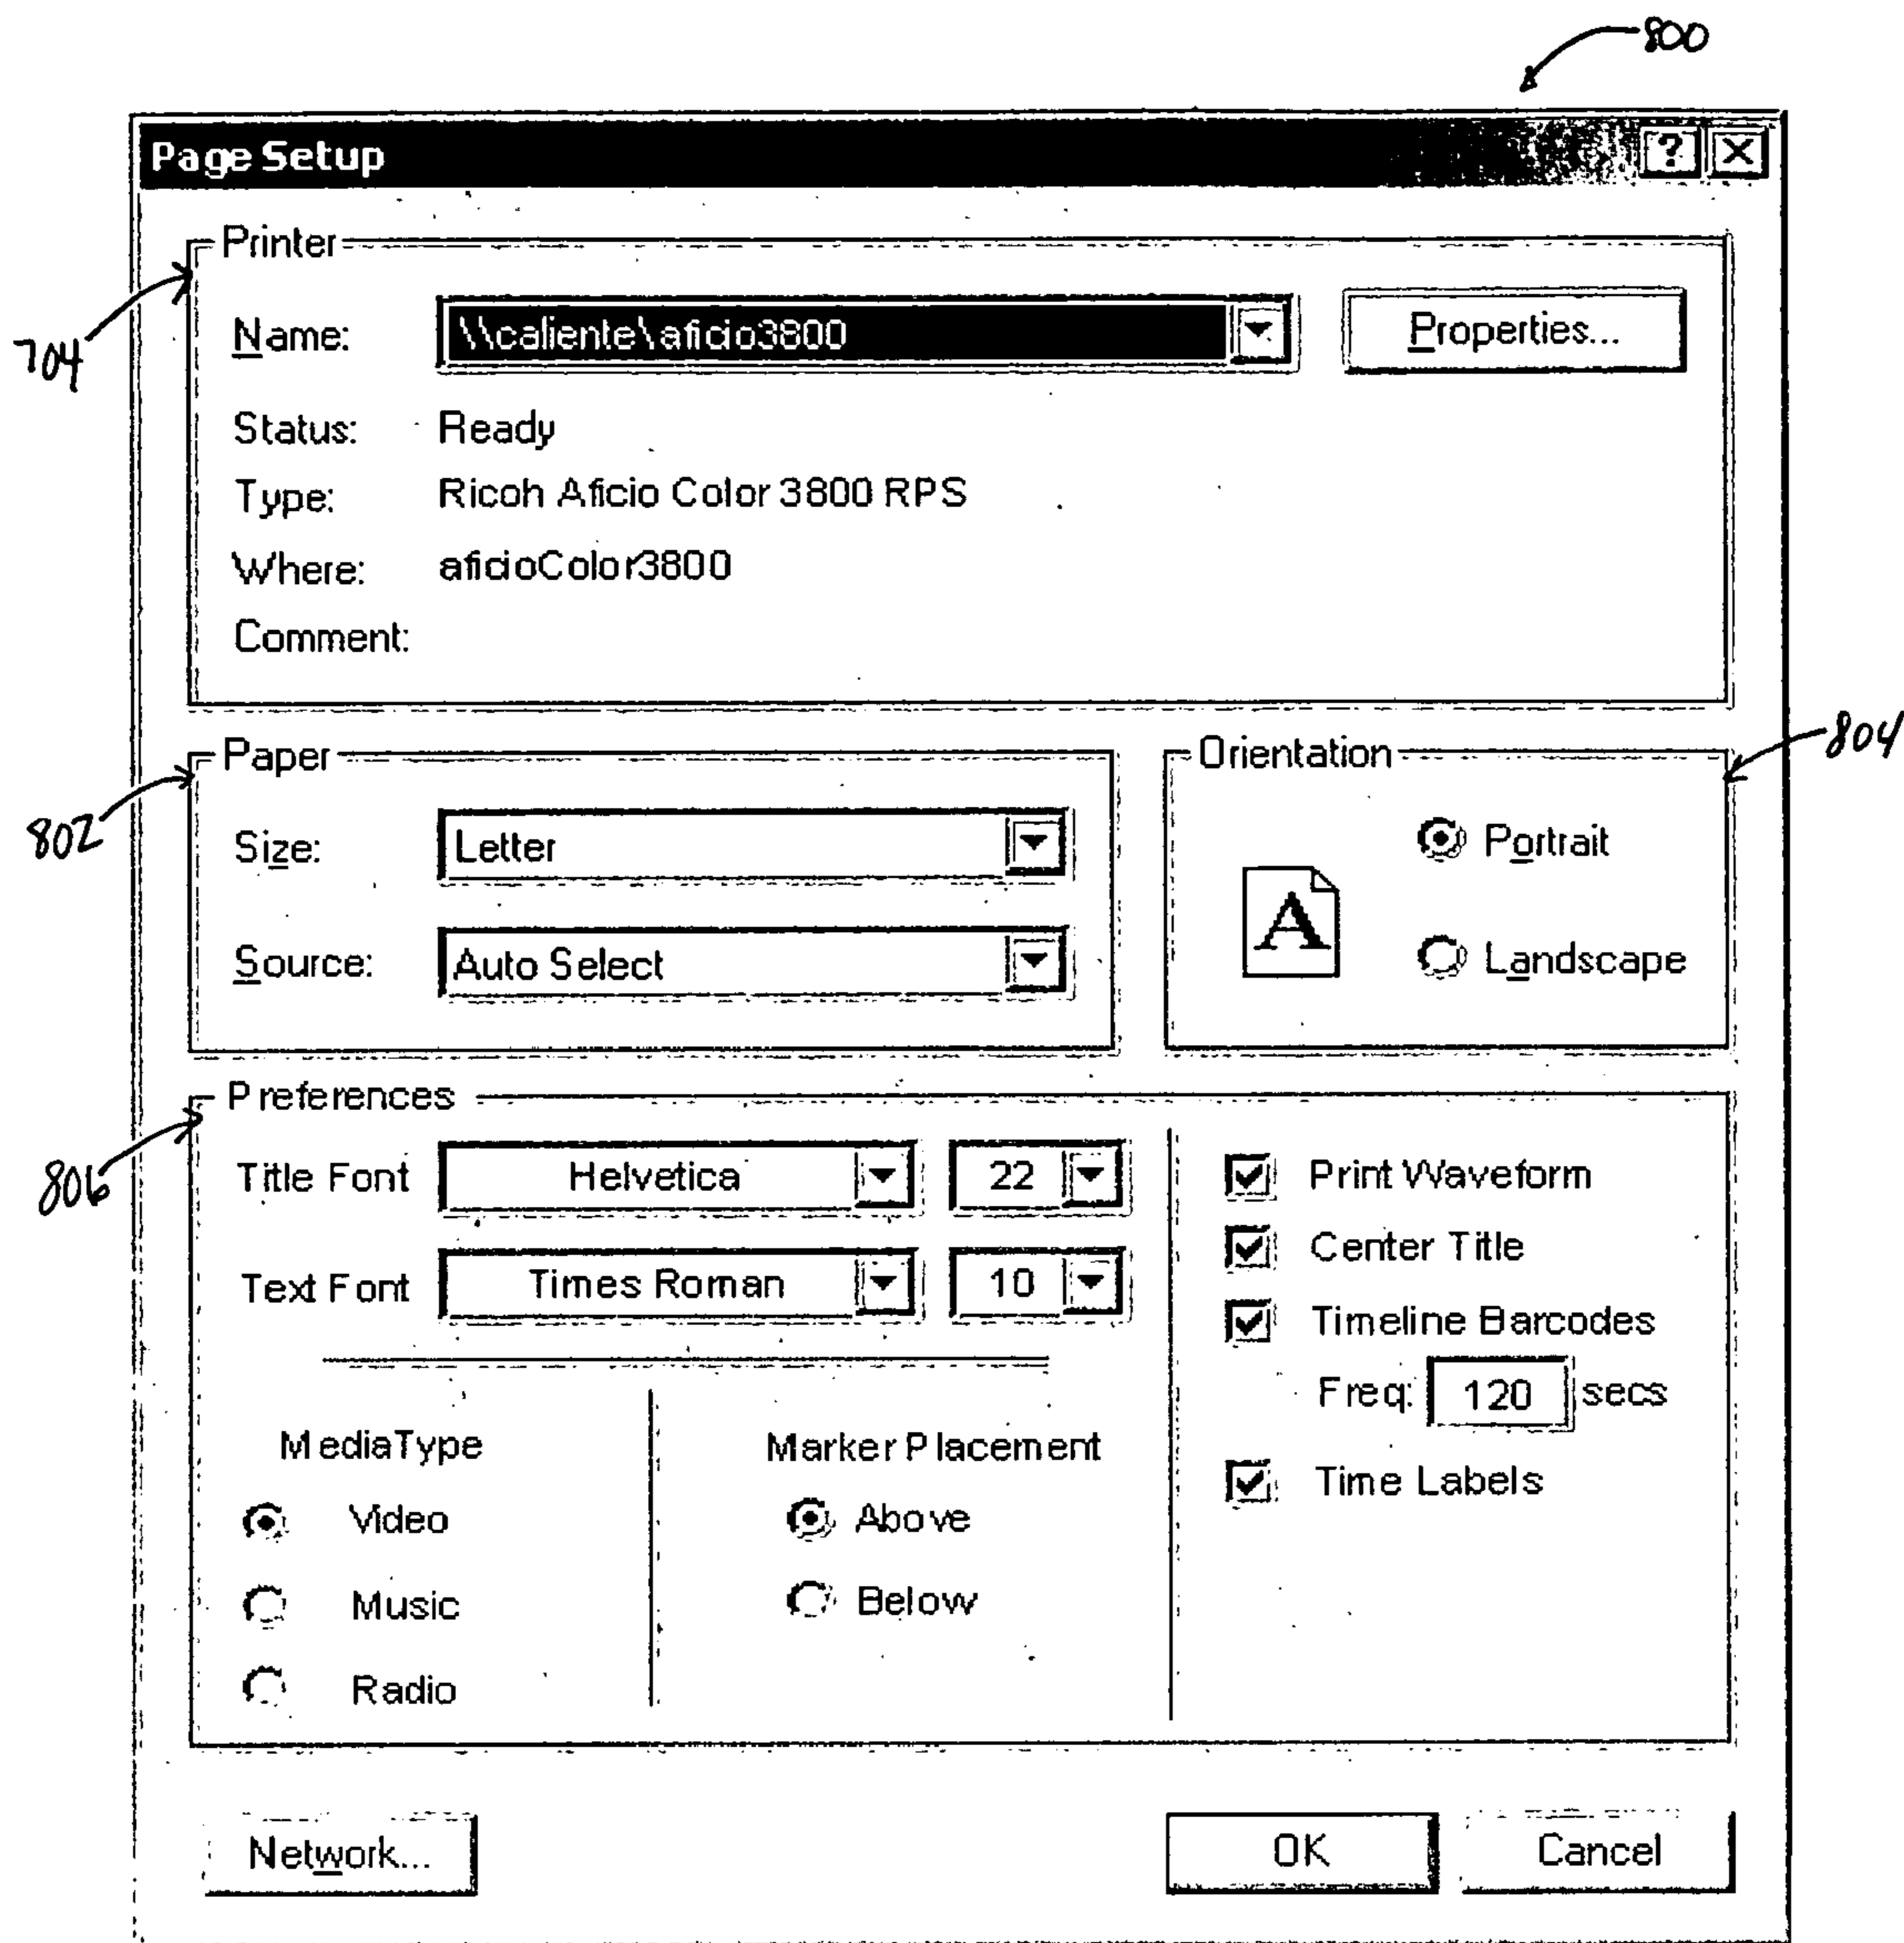 800
Page Setup ? X
Printer
704
Name: \\caliente\aficio3800 Properties...
Status: Ready
Type: Ricoh Aficio Color 3800 RPS
Where: aficioColor3800
Comment:
Paper
802
Size: Letter
Source: Auto Select
Orientation
804
Portrait
A
Landscape
Preferences
806
Title Font Helvetica 22
Text Font Times Roman 10
Print Waveform
Center Title
Timeline Barcodes
Freq: 120 secs
Time Labels
MediaType
Video
Music
Radio
Marker Placement
Above
Below
Network... OK Cancel